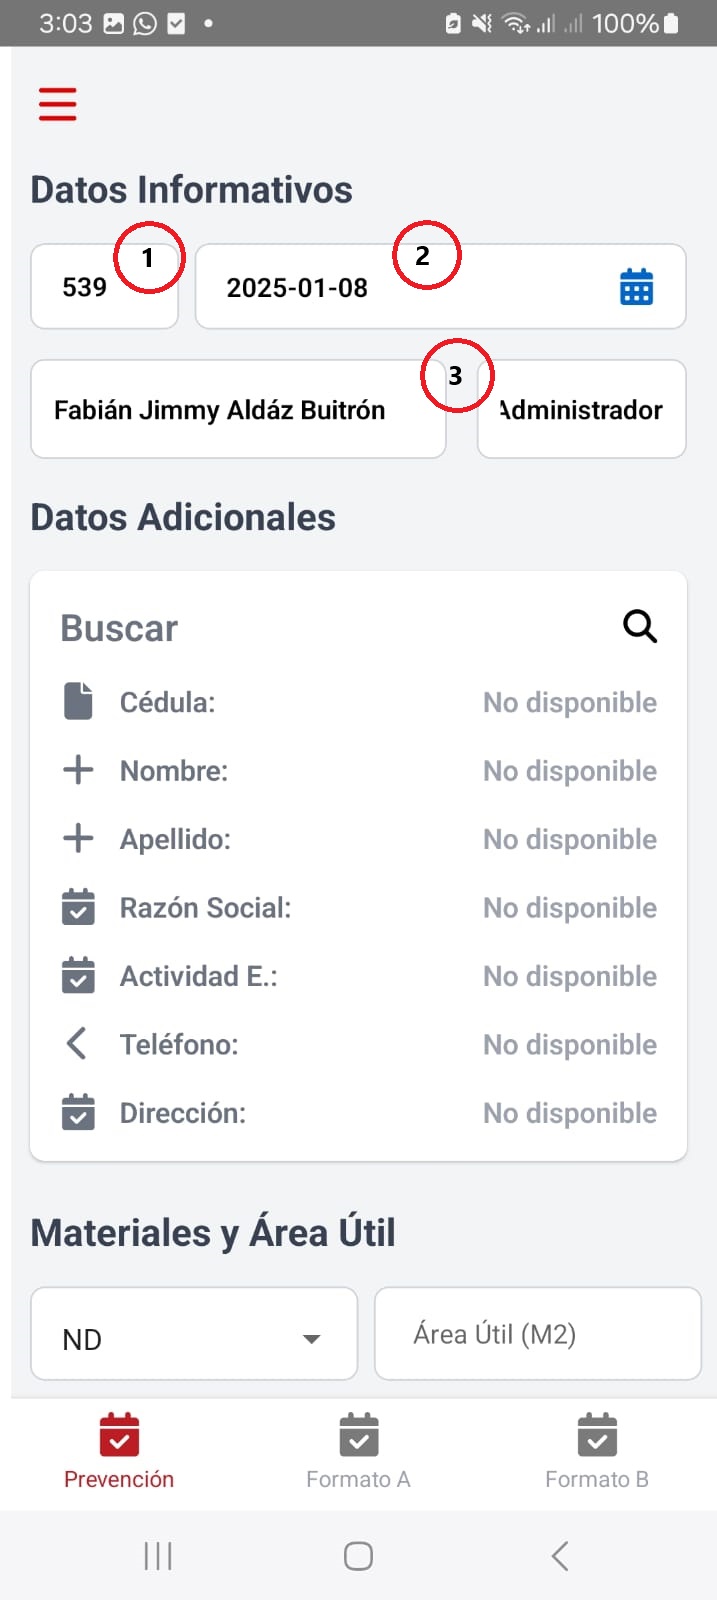 3:03 100%
Datos Informativos
1 2
539 2025-01-08
3
Fabián Jimmy Aldáz Buitrón Administrador
Datos Adicionales
Buscar
Cédula: No disponible
Nombre: No disponible
Apellido: No disponible
Razón Social: No disponible
Actividad E.: No disponible
Teléfono: No disponible
Dirección: No disponible
Materiales y Área Útil
ND Área Útil (M2)
Prevención Formato A Formato B